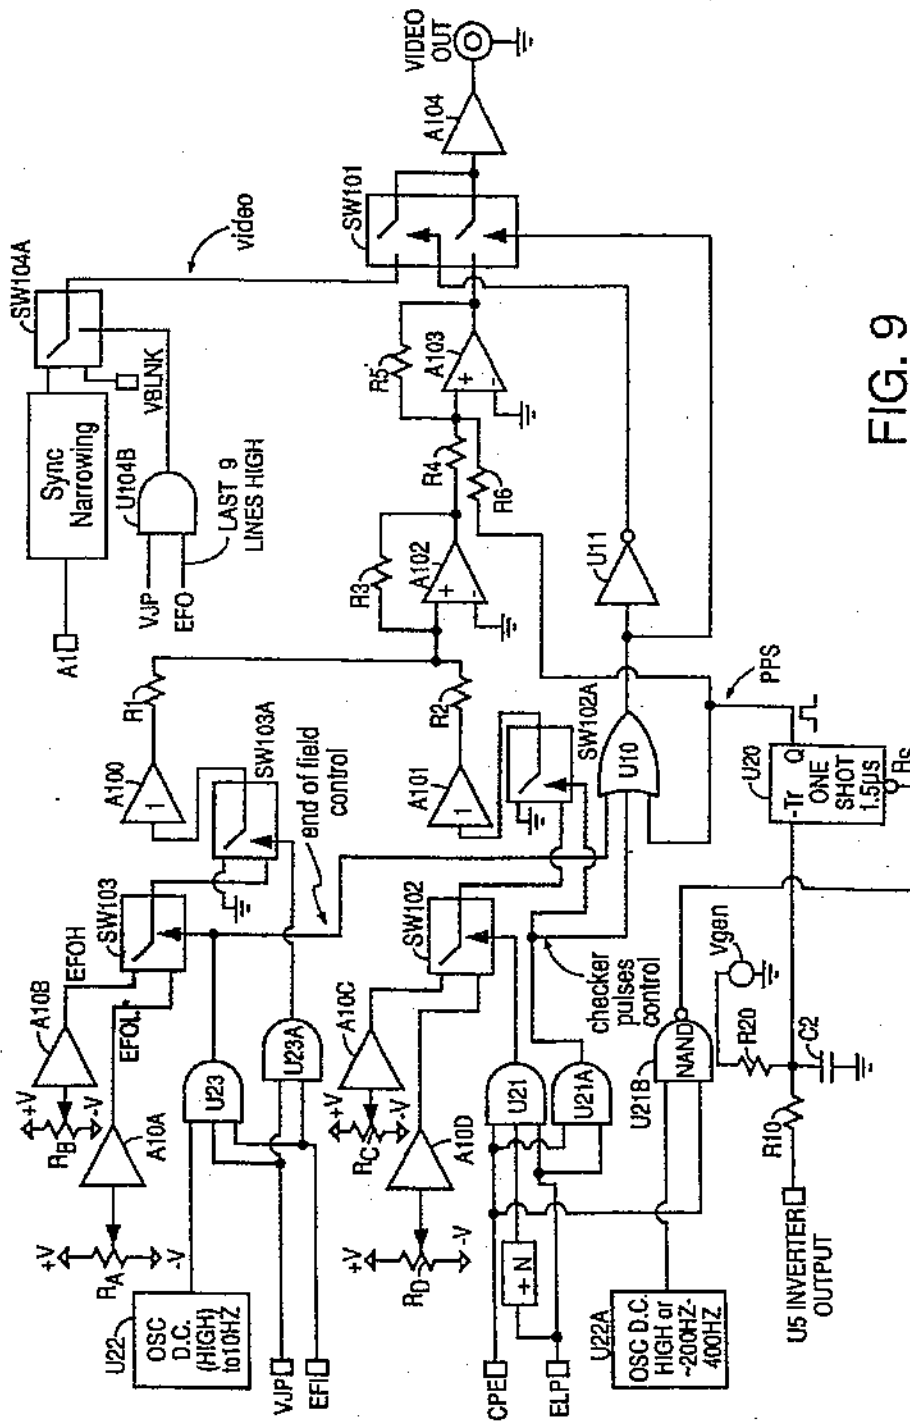 A1
Sync
Narrowing
SW104A
VBLNK
VJP
EFO
U104B
LAST 9
LINES HIGH
video
VIDEO
OUT
A104
SW101
A103
+
-
R5
R4
R6
A102
+
-
R3
R1
R2
A100
1
A101
1
SW103A
SW102A
end of field
control
SW103
EFOH
EFOL
A10B
A10A
+V
RB
-V
+V
RA
-V
U22
OSC
D.C.
(HIGH)
to10HZ
U23
U23A
VJP
EFI
SW102
A10C
A10D
+V
RC
-V
+V
RD
-V
CPE
ELP
+ N
U21
U21A
checker
pulses
control
U10
U11
PPS
U20
-Tr Q
ONE
SHOT
1.5µs
Rs
U21B
NAND
U22A
OSC D.C.
HIGH or
~200HZ-
400HZ
Vgen
R20
C2
R10
U5 INVERTER
OUTPUT
FIG. 9